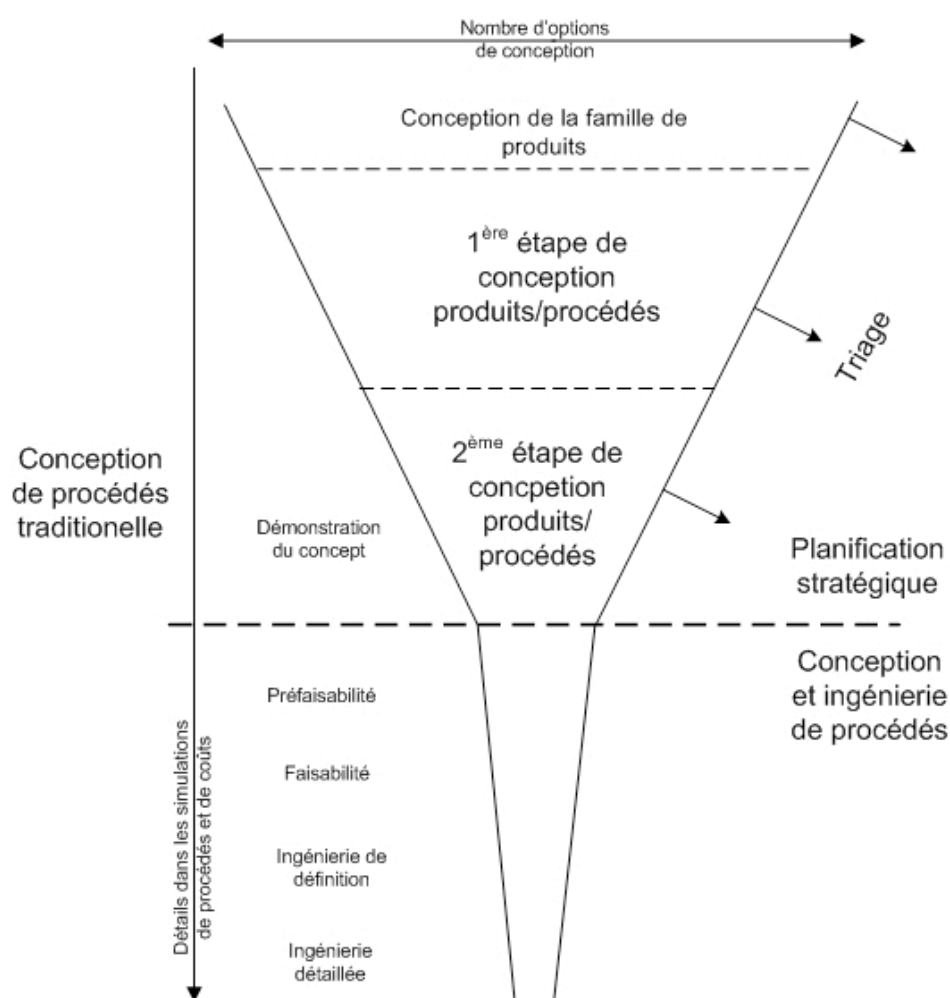 Nombre d'options
de conception
Conception de la famille de
produits
1ère étape de
conception
produits/procédés
Triage
2ème étape de
concpetion
produits/
procédés
Conception
de procédés
traditionelle
Démonstration
du concept
Planification
stratégique
Conception
et ingénierie
de procédés
Préfaisabilité
Faisabilité
Ingénierie de
définition
Ingénierie
détaillée
Détails dans les simulations
de procédés et de coûts